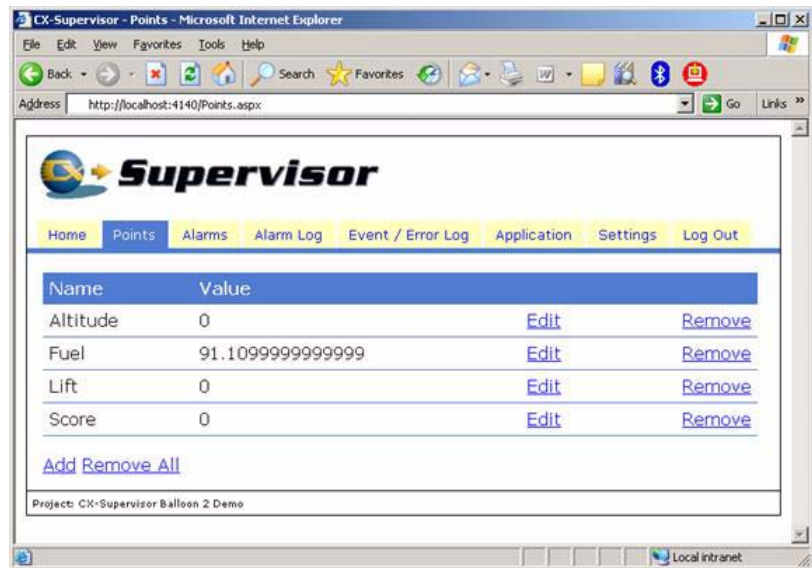 CX-Supervisor - Points - Microsoft Internet Explorer
File Edit View Favorites Tools Help
Back Search Favorites
Address http://localhost:4140/Points.aspx Go Links »
CX Supervisor
Home Points Alarms Alarm Log Event / Error Log Application Settings Log Out
Name Value
Altitude 0 Edit Remove
Fuel 91.1099999999999 Edit Remove
Lift 0 Edit Remove
Score 0 Edit Remove
Add Remove All
Project: CX-Supervisor Balloon 2 Demo
Local intranet